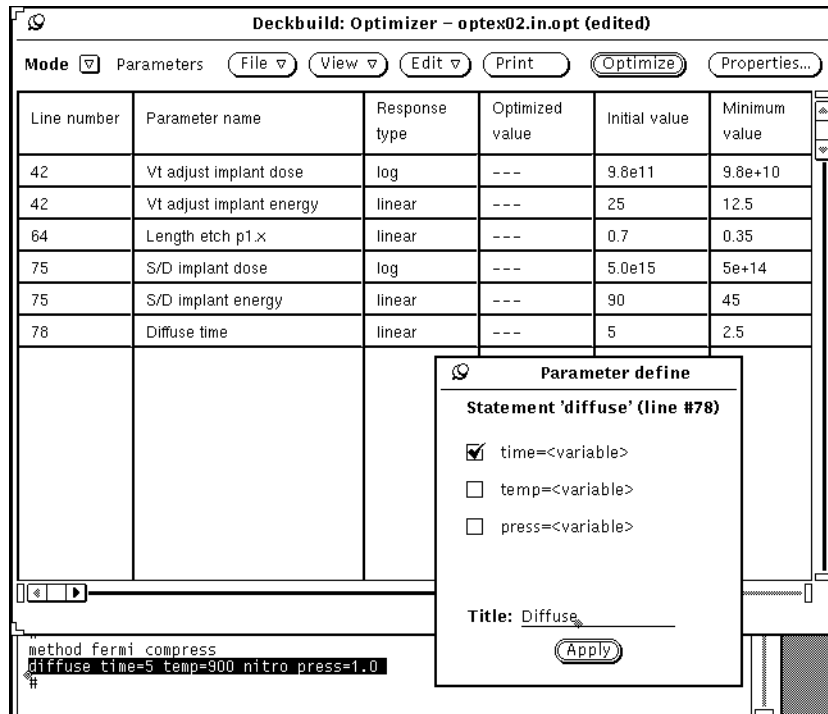 Deckbuild: Optimizer – optex02.in.opt (edited)
Mode Parameters File View Edit Print Optimize Properties...
Line number Parameter name Response type Optimized value Initial value Minimum value
42 Vt adjust implant dose log --- 9.8e11 9.8e+10
42 Vt adjust implant energy linear --- 25 12.5
64 Length etch p1.x linear --- 0.7 0.35
75 S/D implant dose log --- 5.0e15 5e+14
75 S/D implant energy linear --- 90 45
78 Diffuse time linear --- 5 2.5
Parameter define
Statement 'diffuse' (line #78)
time=<variable>
temp=<variable>
press=<variable>
Title: Diffuse
Apply
#
method fermi compress
diffuse time=5 temp=900 nitro press=1.0
#